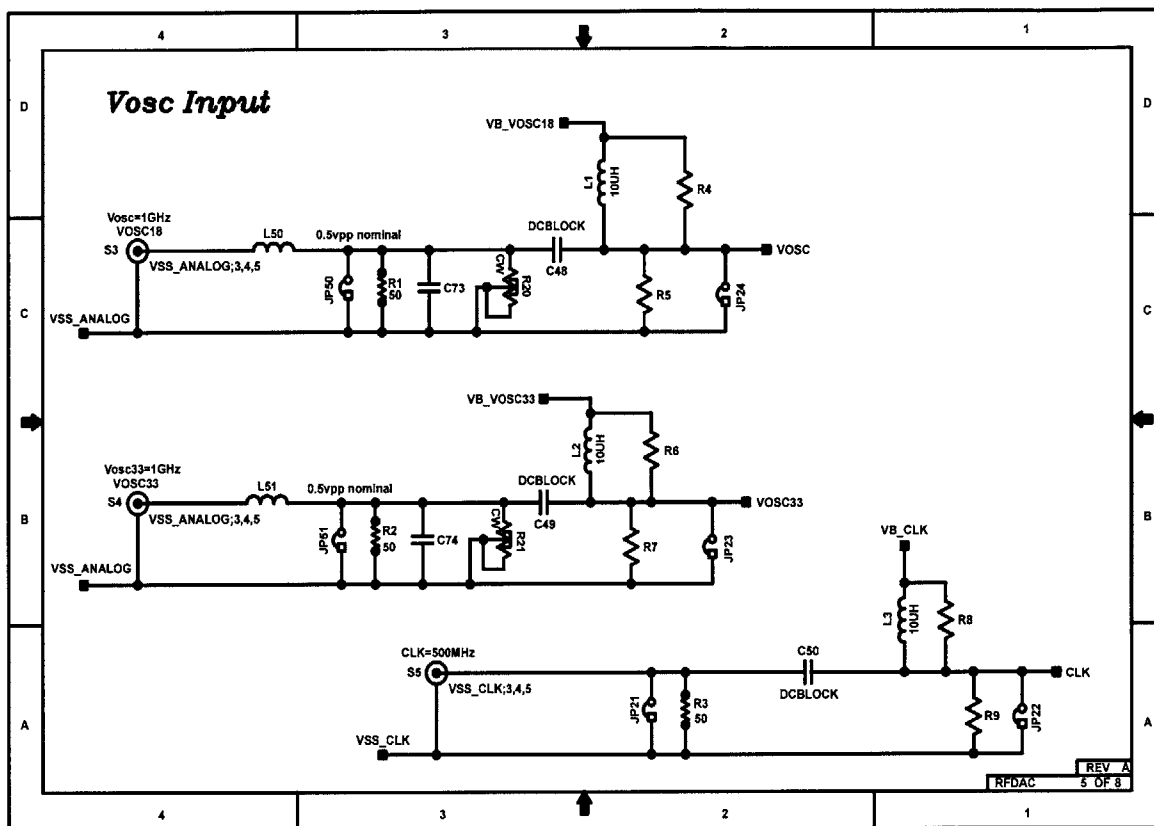 4 3 2 1
D D
Vosc Input
VB_VOSC18
L1
10UH
R4
Vosc=1GHz
VOSC18
S3
L50
0.5vpp nominal
DCBLOCK
C48
VOSC
VSS_ANALOG;3,4,5
JP50
R1
50
C73
CW
R20
R5
JP24
C C
VSS_ANALOG
VB_VOSC33
L2
10UH
R6
Vosc33=1GHz
VOSC33
S4
L51
0.5vpp nominal
DCBLOCK
C49
VOSC33
B B
VSS_ANALOG;3,4,5
JP51
R2
50
C74
CW
R21
R7
JP23
VB_CLK
VSS_ANALOG
L3
10UH
R8
CLK=500MHz
S5
C50
DCBLOCK
CLK
VSS_CLK;3,4,5
JP21
R3
50
R9
JP22
A A
VSS_CLK
REV A
RFDAC 5 OF 8
4 3 2 1